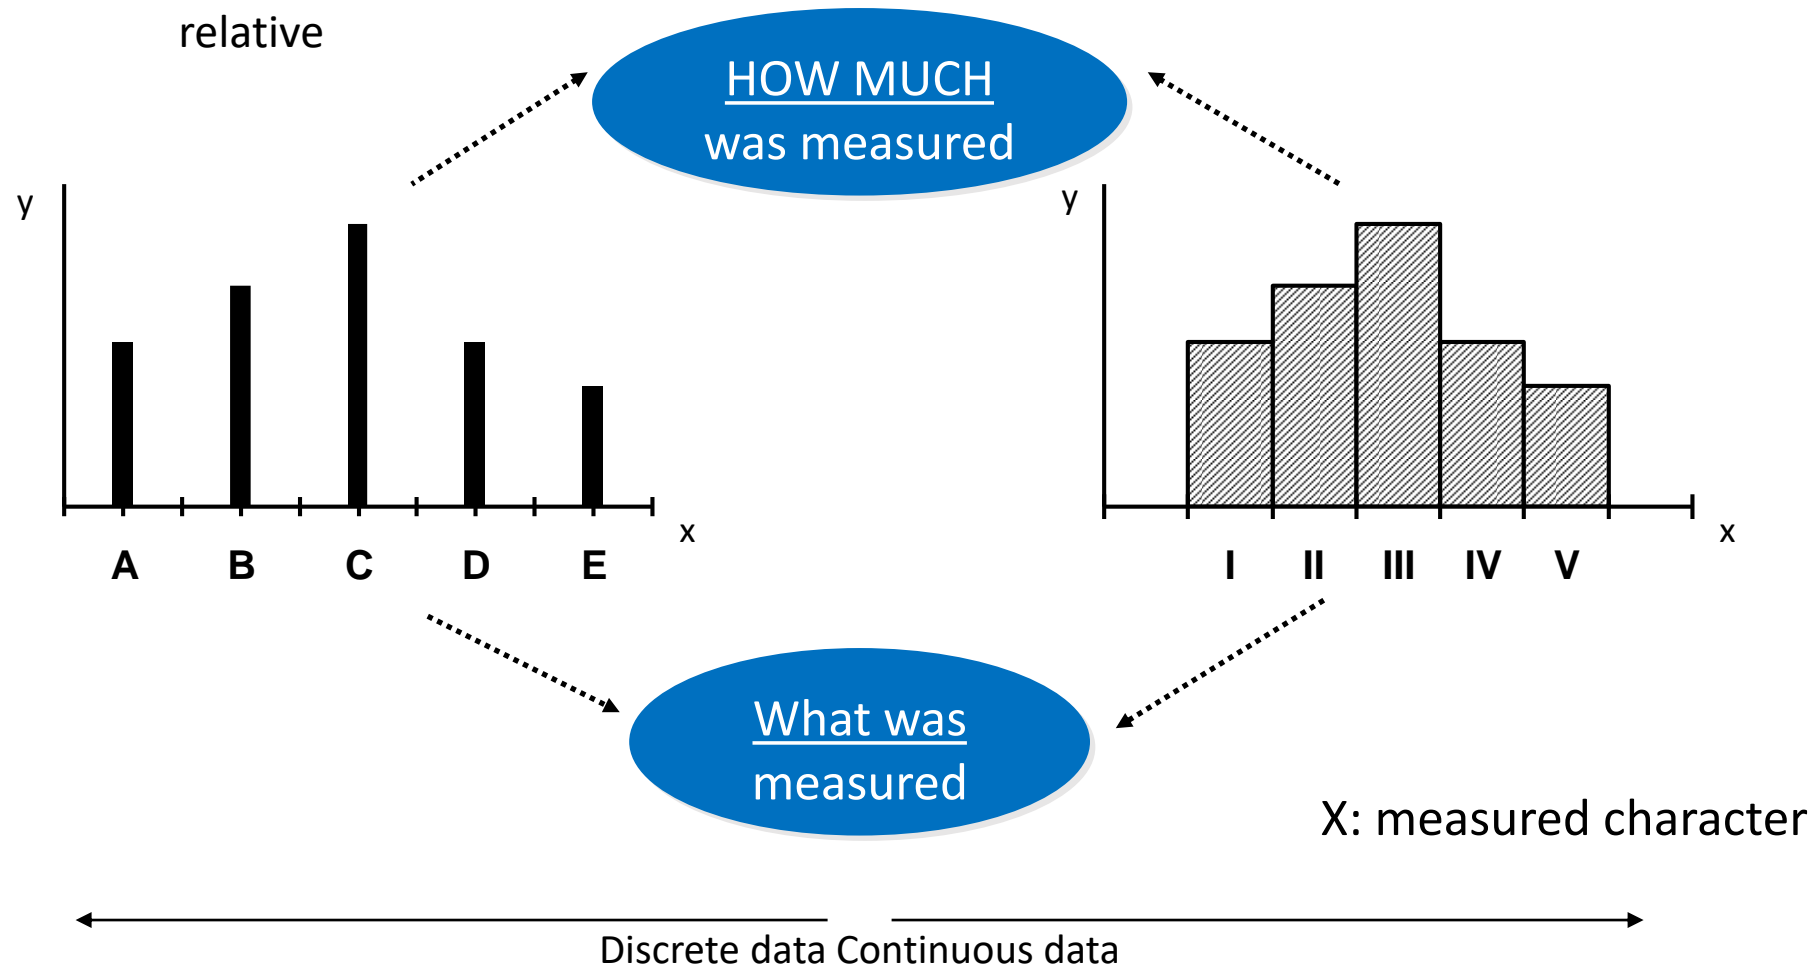 relative
HOW MUCH
was measured
y
y
x
x
A B C D E
I II III IV V
What was
measured
X: measured character
Discrete data Continuous data